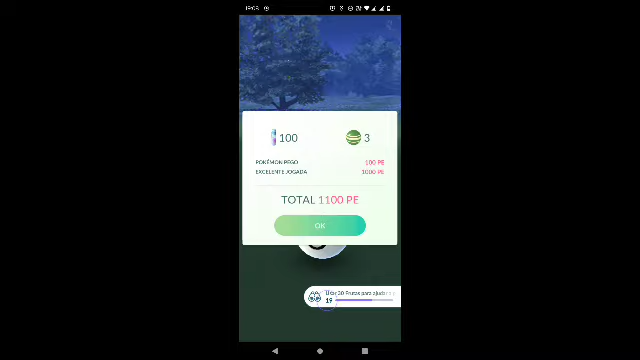 100 3
POKÉMON PEGO 100 PE
EXCELENTE JOGADA 1000 PE
TOTAL 1100 PE
OK
20 Frutas para ajudar
19